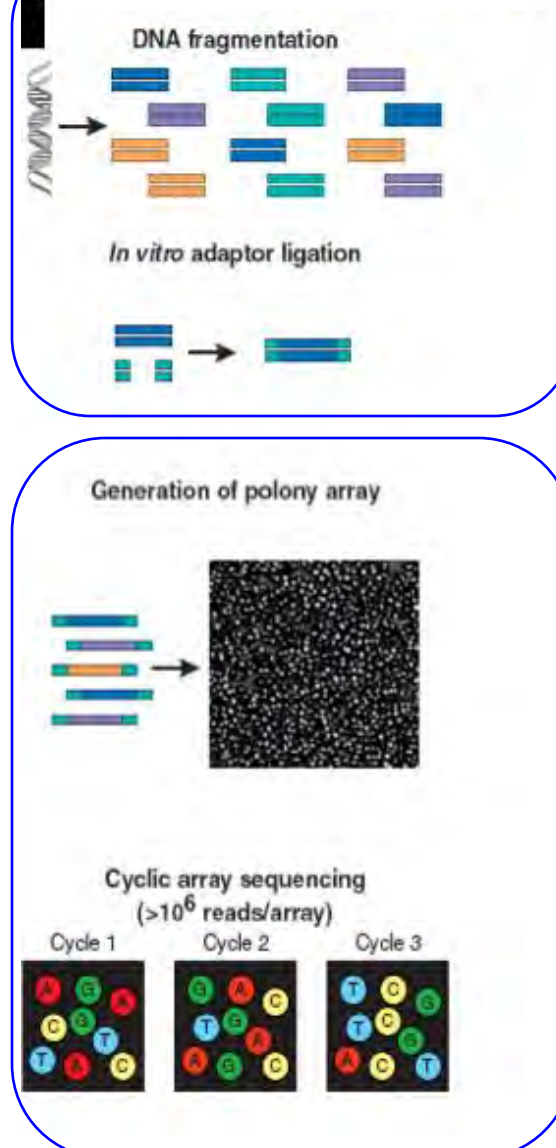 DNA fragmentation
In vitro adaptor ligation
Generation of polony array
Cyclic array sequencing
(>10⁶ reads/array)
Cycle 1 Cycle 2 Cycle 3
A G A G A C T C G
C G T T G A T C G
T A C A G C A C T